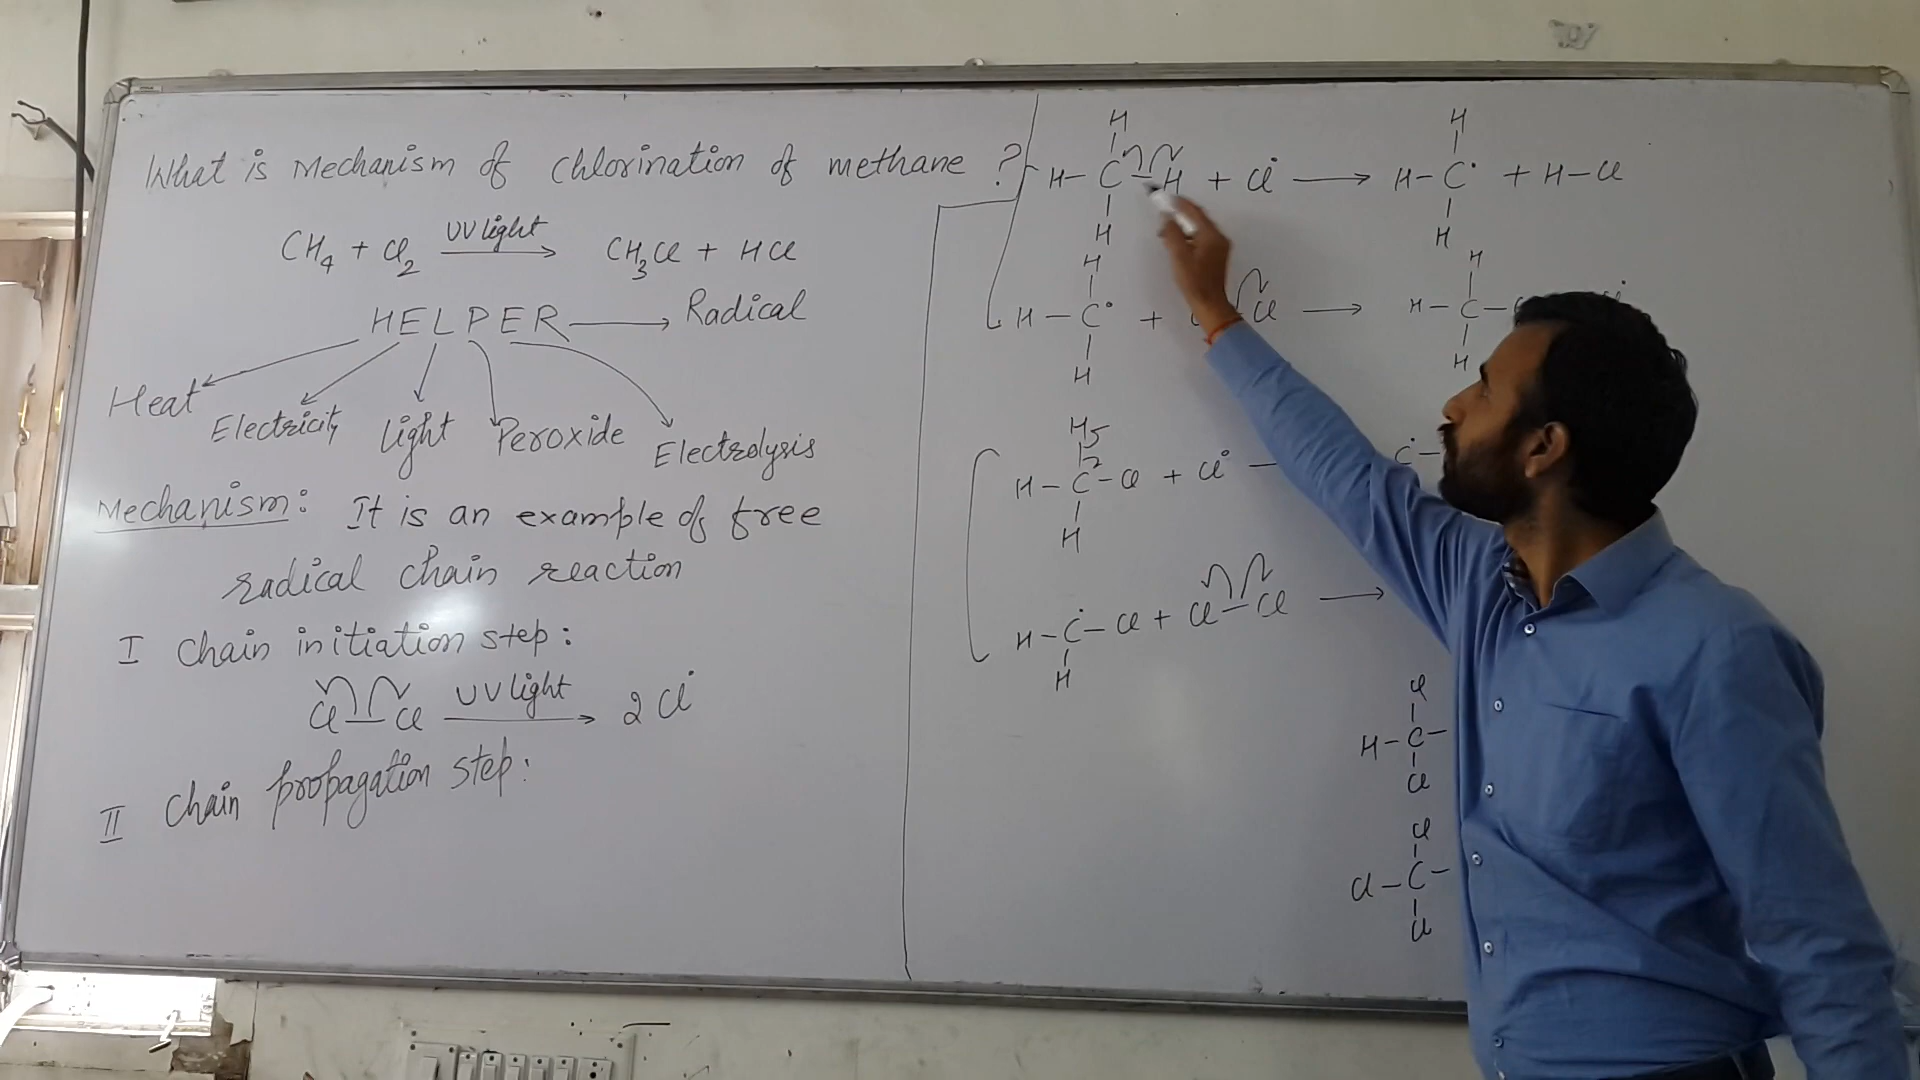 What is Mechanism of Chlorination of methane ?
CH4 + Cl2 UV light → CH3Cl + HCl
HELPER → Radical
Heat
Electricity
light
Peroxide
Electrolysis
Mechanism: It is an example of free
radical chain reaction
I Chain initiation step:
Cl—Cl UV light → 2Cl•
II Chain propagation step:
H
H–C–H + Cl• → H–C• + H–Cl
H
H
H
H
H–C• + Cl →
H
H
H–C–
H
H
H–C–Cl + Cl•
H
Ċ–
H–Ċ–Cl + Cl–Cl →
H
Cl
H–C–
Cl
Cl
Cl–C–
Cl